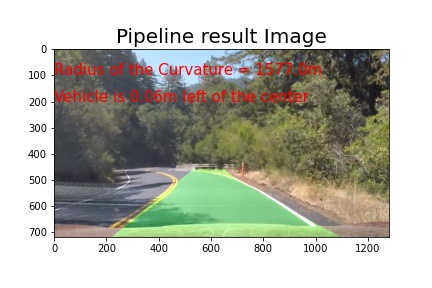 Pipeline result Image
Radius of the Curvature = 1577.0m
Vehicle is 0.06m left of the center
0
100
200
300
400
500
600
700
0 200 400 600 800 1000 1200